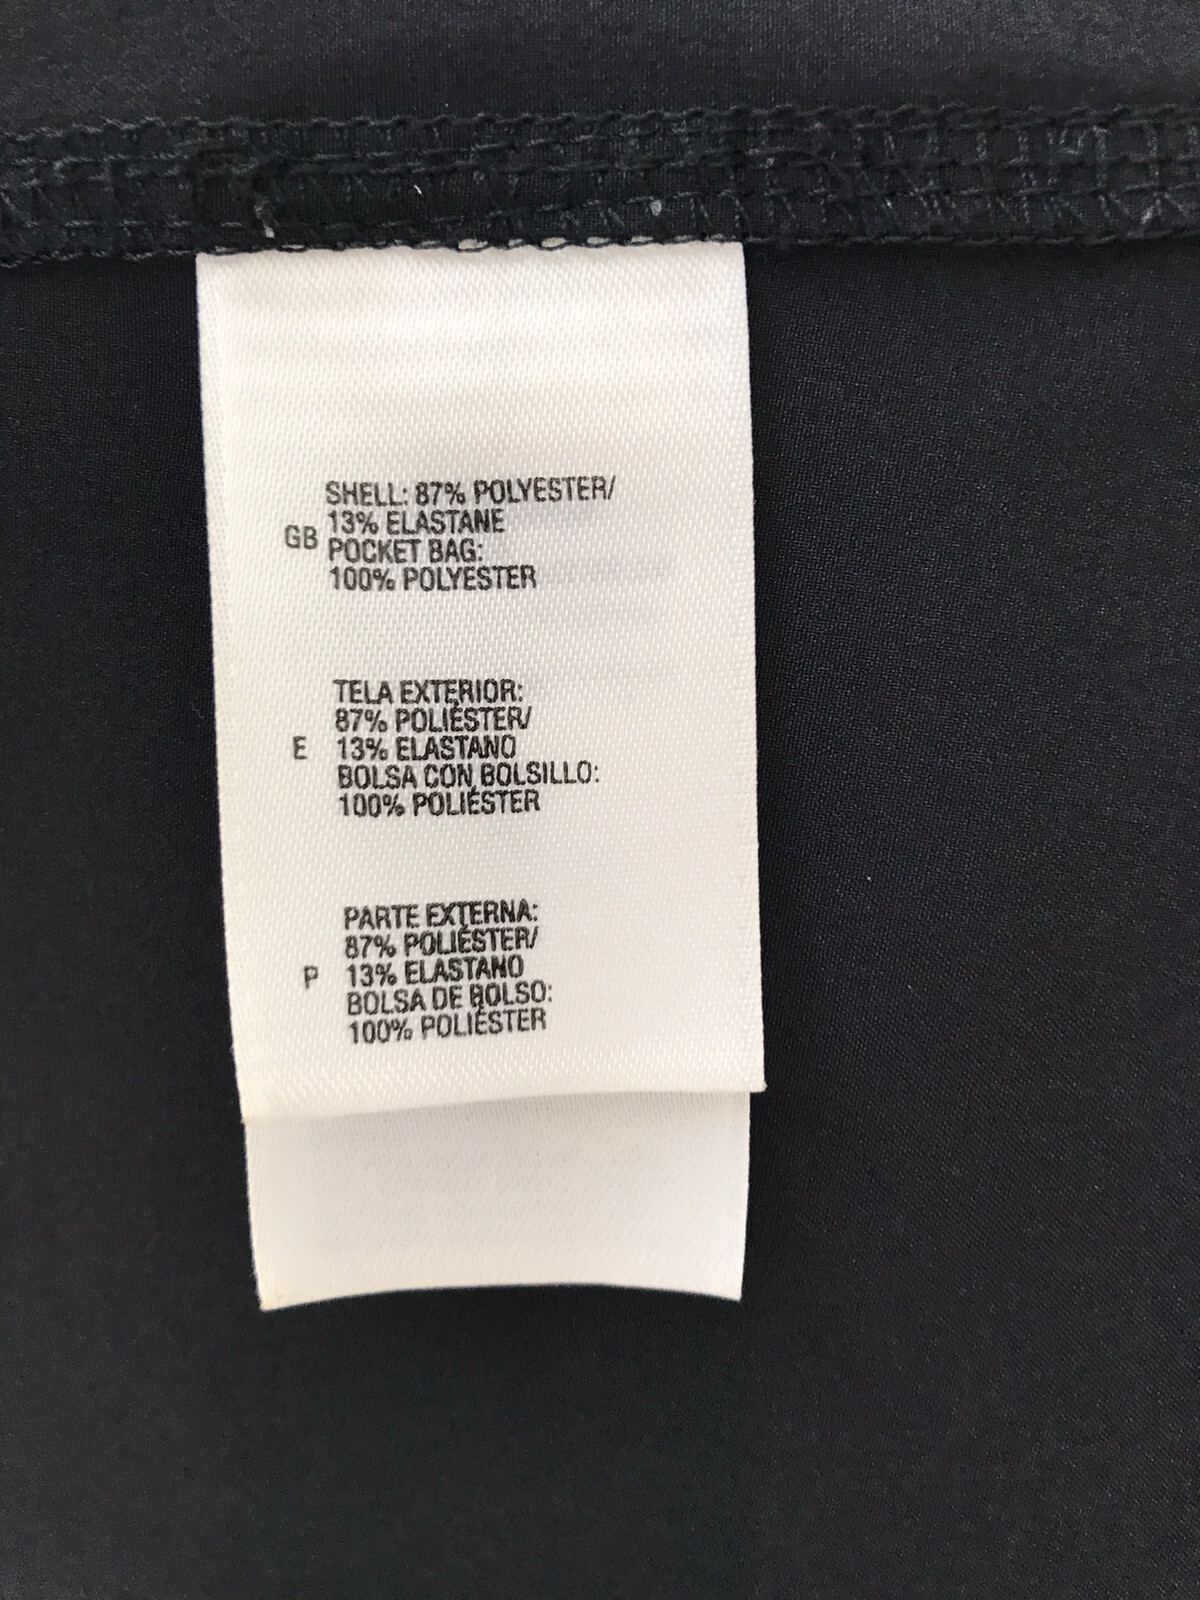 GB
SHELL: 87% POLYESTER/
13% ELASTANE
POCKET BAG:
100% POLYESTER
E
TELA EXTERIOR:
87% POLIÉSTER/
13% ELASTANO
BOLSA CON BOLSILLO:
100% POLIÉSTER
P
PARTE EXTERNA:
87% POLIÉSTER/
13% ELASTANO
BOLSA DE BOLSO:
100% POLIÉSTER